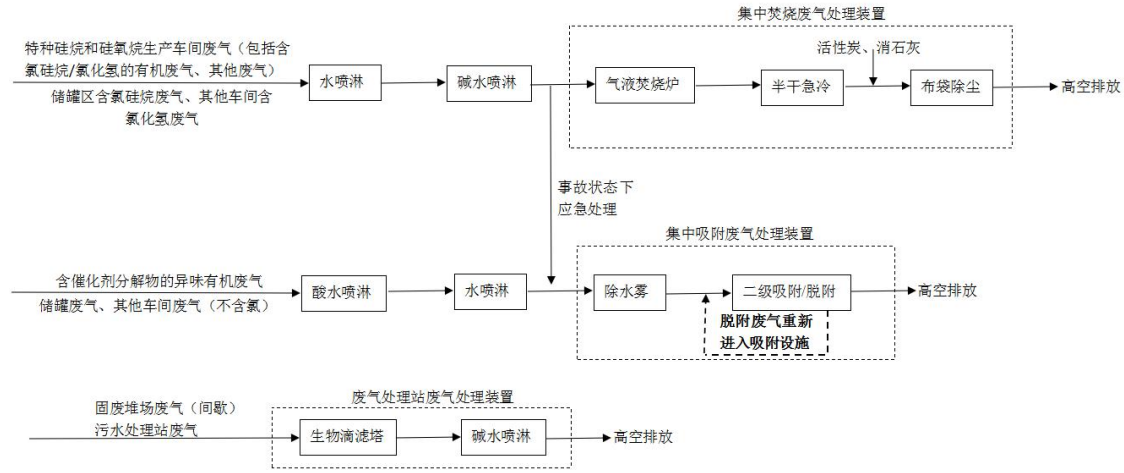 集中焚烧废气处理装置
特种硅烷和硅氧烷生产车间废气（包括含
氯硅烷/氯化氢的有机废气、其他废气）
储罐区含氯硅烷废气、其他车间含
氯化氢废气
水喷淋
碱水喷淋
气液焚烧炉
半干急冷
活性炭、消石灰
布袋除尘
高空排放
事故状态下
应急处理
集中吸附废气处理装置
含催化剂分解物的异味有机废气
储罐废气、其他车间废气（不含氯）
酸水喷淋
水喷淋
除水雾
二级吸附/脱附
高空排放
脱附废气重新
进入吸附设施
废气处理站废气处理装置
固废堆场废气（间歇）
污水处理站废气
生物滴滤塔
碱水喷淋
高空排放